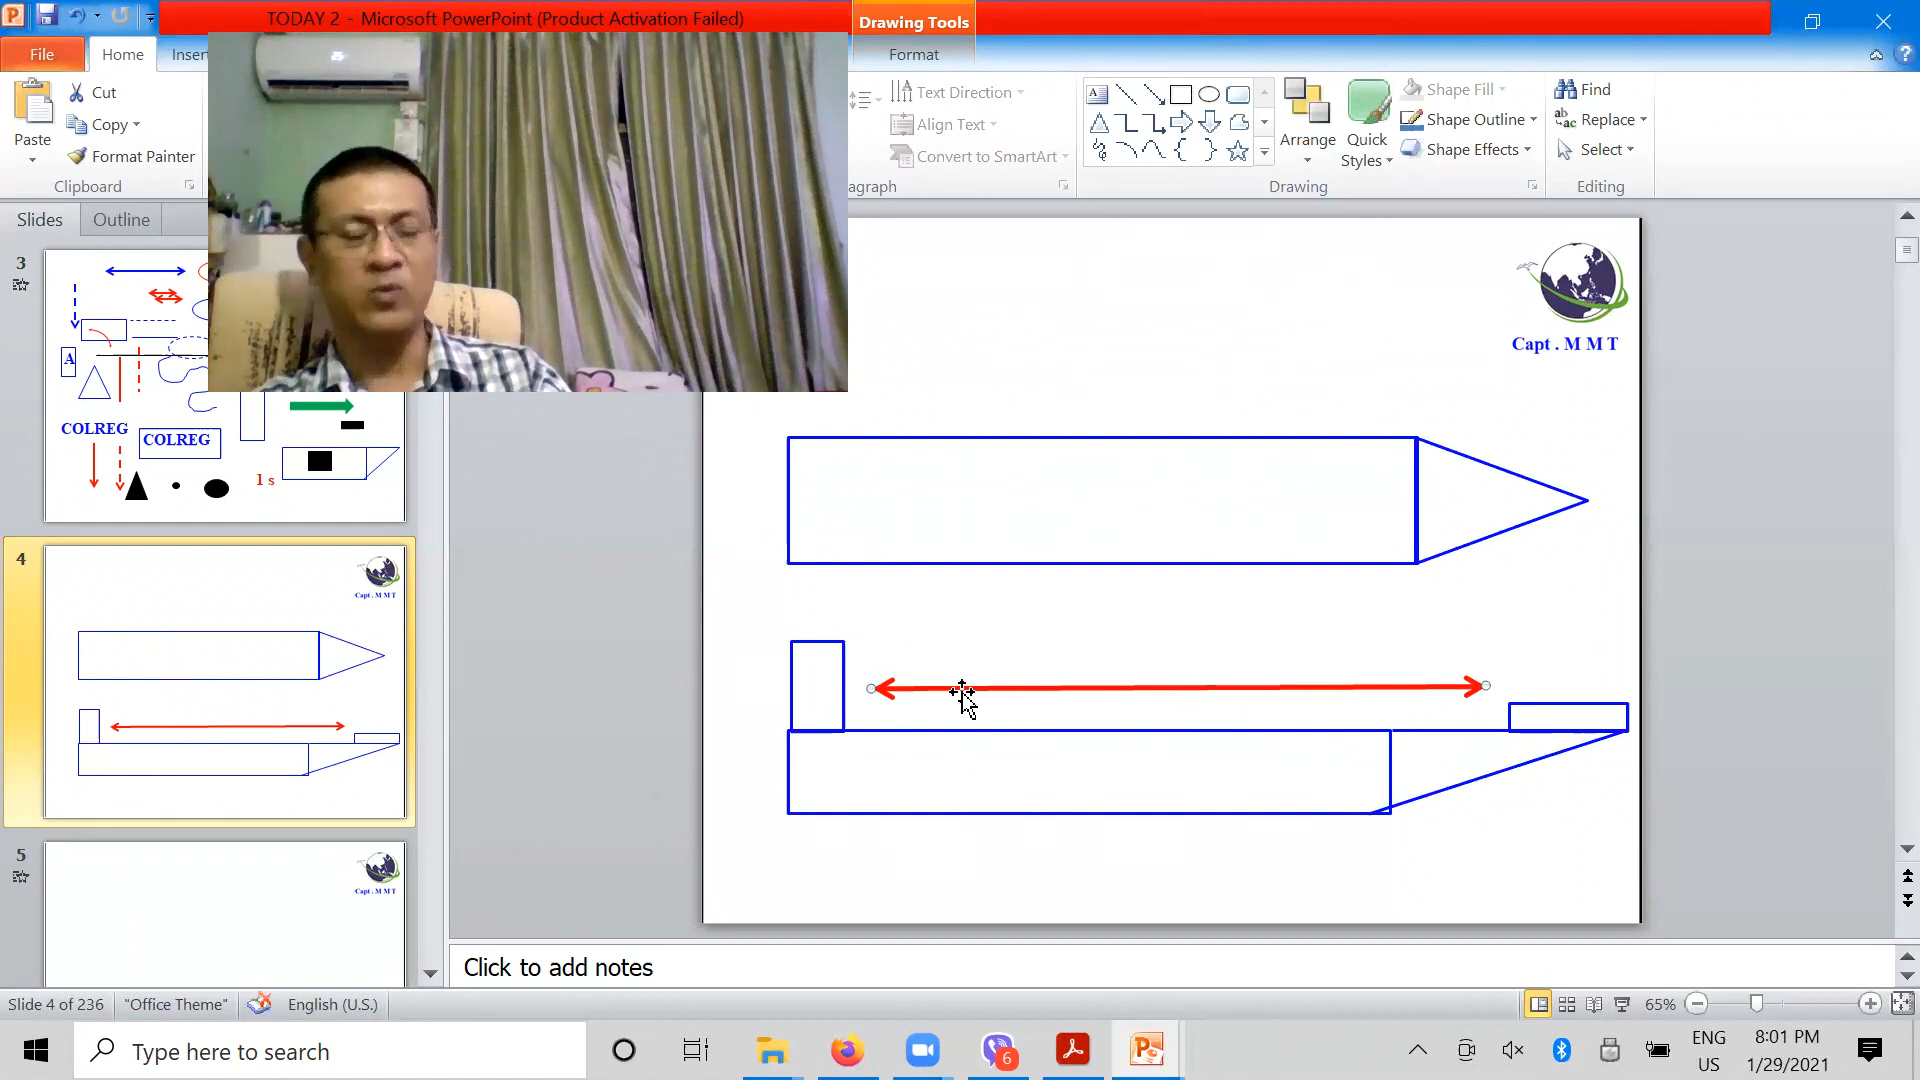 TODAY 2 - Microsoft PowerPoint (Product Activation Failed)
Drawing Tools
File
Home
Inser
Format
Paste
Cut
Copy
Format Painter
Clipboard
Text Direction
Align Text
Convert to SmartArt
agraph
A
Arrange
Quick Styles
Shape Fill
Shape Outline
Shape Effects
Drawing
Find
Replace
Select
Editing
Slides
Outline
3
A
COLREG
COLREG
1 s
4
Capt . M M T
5
Capt . M M T
Capt . M M T
Click to add notes
Slide 4 of 236
"Office Theme"
English (U.S.)
65%
Type here to search
6
ENG
US
8:01 PM
1/29/2021